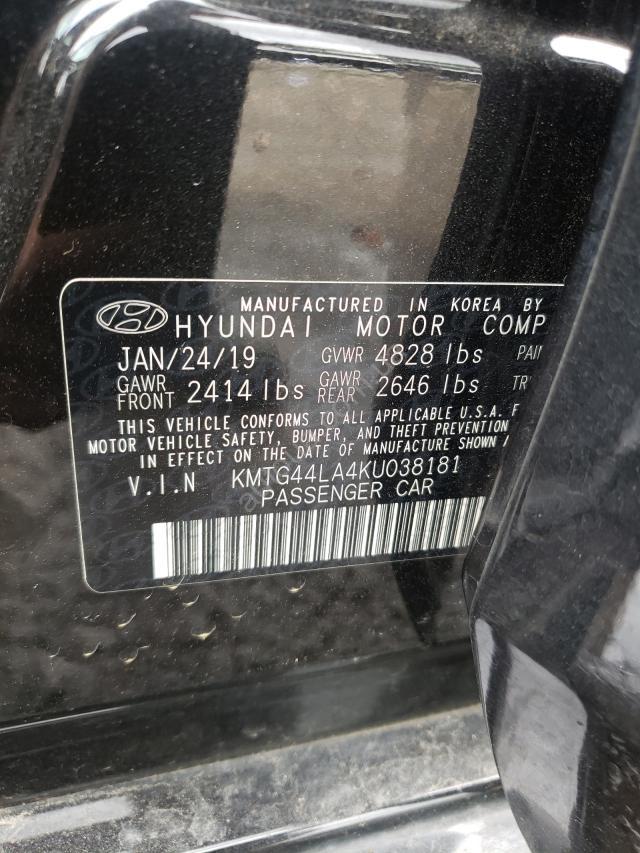 MANUFACTURED IN KOREA BY
HYUNDAI MOTOR COMP
JAN/24/19 GVWR 4828 lbs PAI
GAWR FRONT 2414 lbs GAWR REAR 2646 lbs TR
THIS VEHICLE CONFORMS TO ALL APPLICABLE U.S.A. F
MOTOR VEHICLE SAFETY, BUMPER, AND THEFT PREVENTION
IN EFFECT ON THE DATE OF MANUFACTURE SHOWN /
V.I.N KMTG44LA4KU038181
PASSENGER CAR